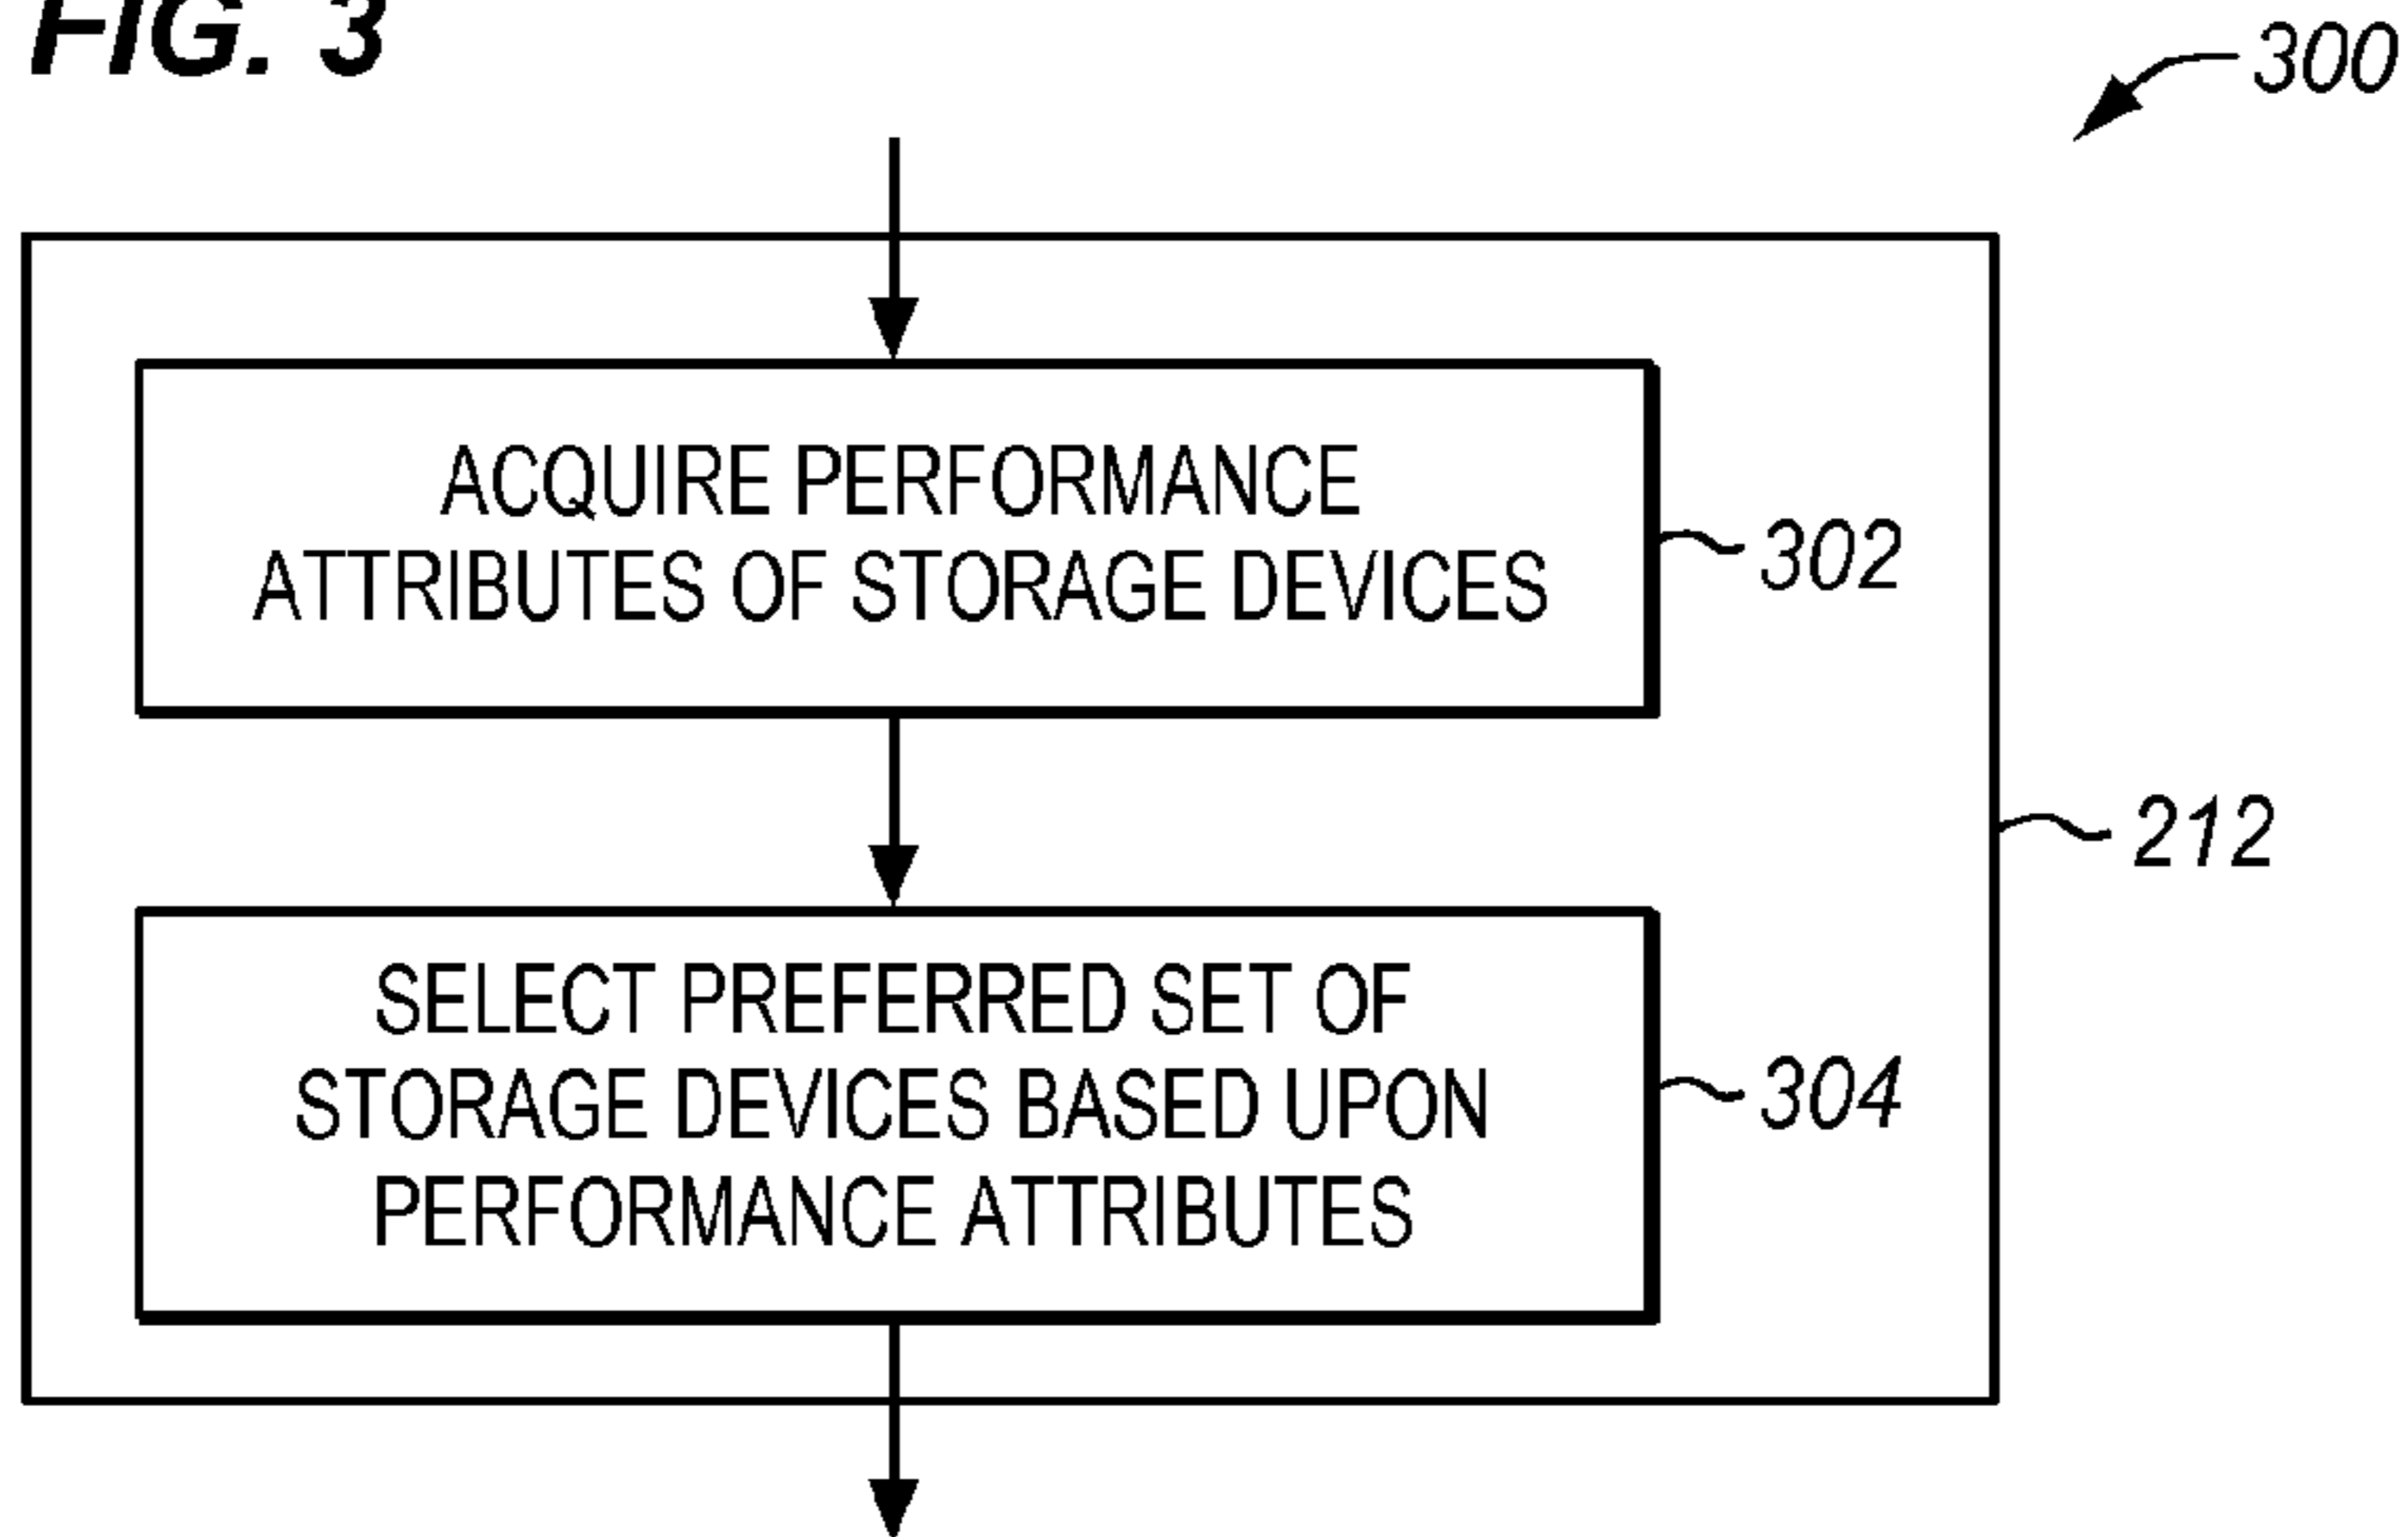 FIG. 3
300
ACQUIRE PERFORMANCE
ATTRIBUTES OF STORAGE DEVICES
302
212
SELECT PREFERRED SET OF
STORAGE DEVICES BASED UPON
PERFORMANCE ATTRIBUTES
304